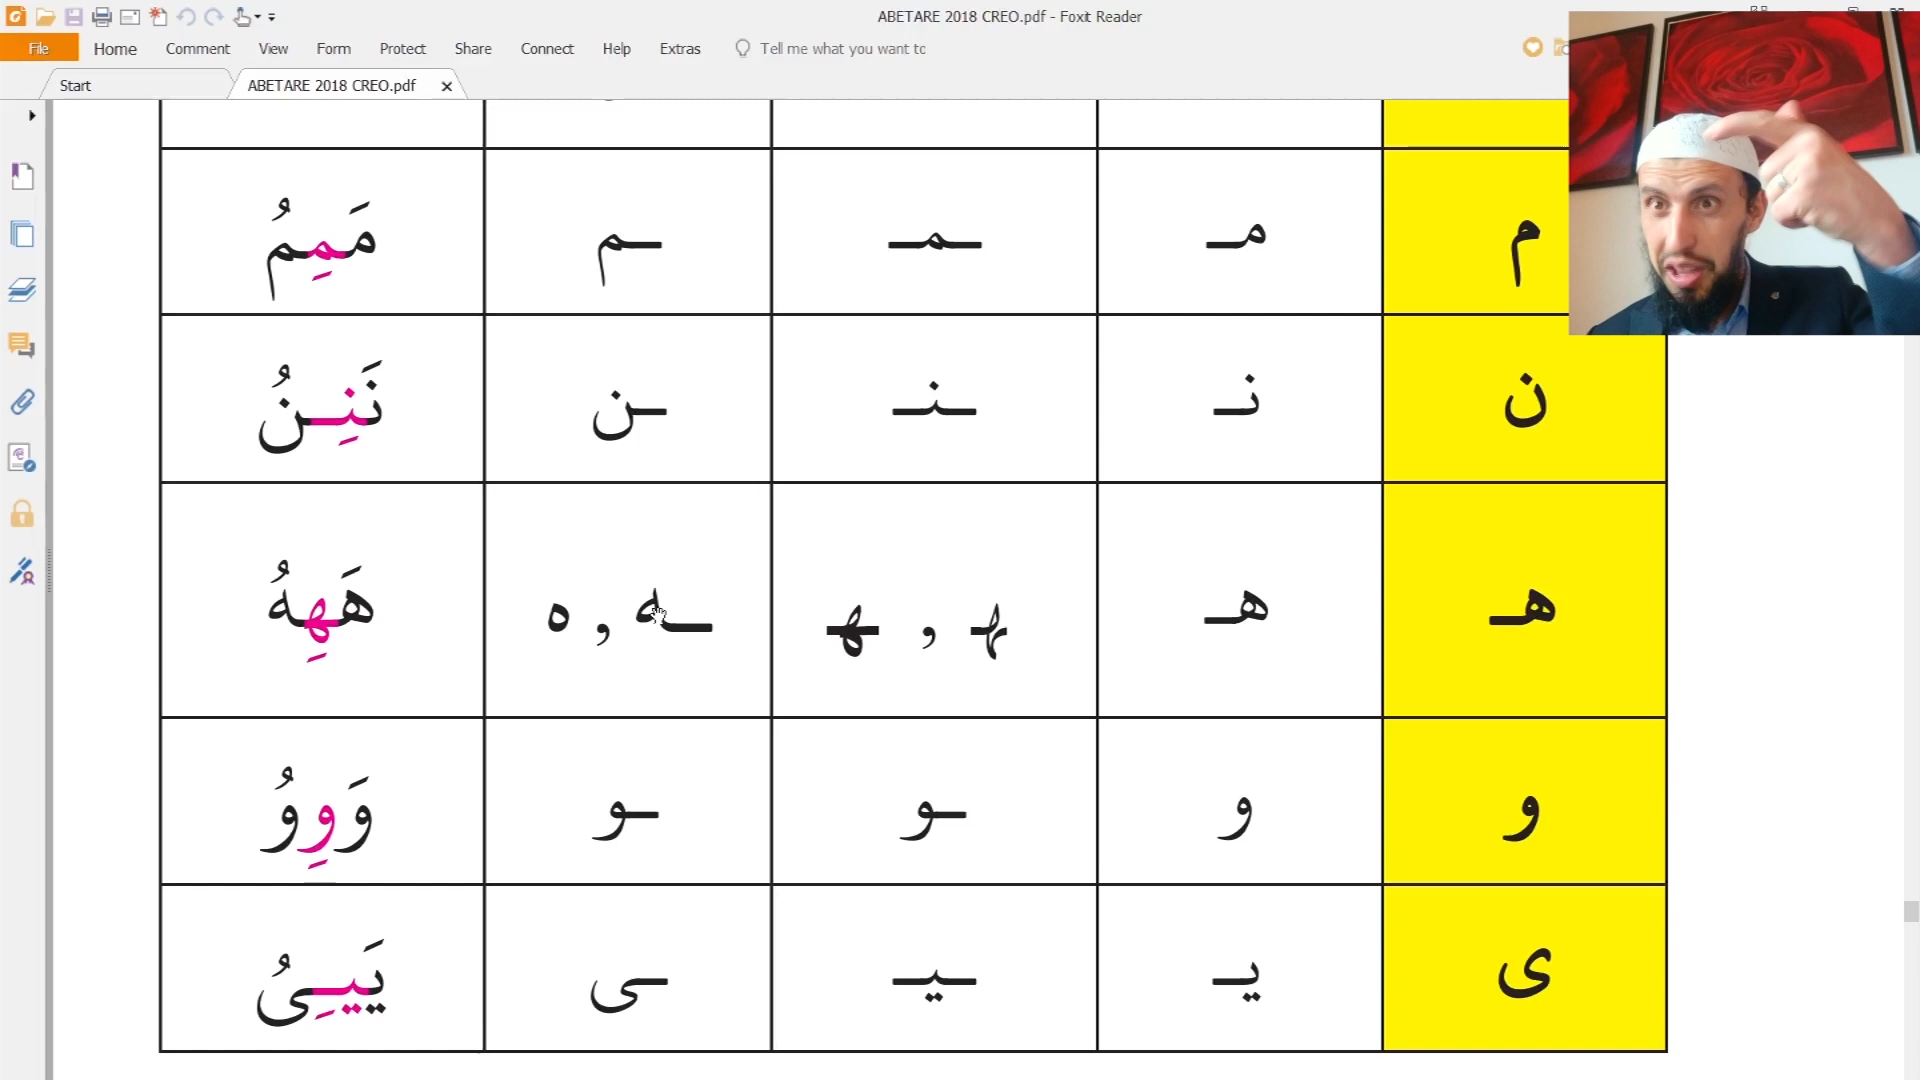 ABETARE 2018 CREO.pdf - Foxit Reader
File Home Comment View Form Protect Share Connect Help Extras Tell me what you want to
Start ABETARE 2018 CREO.pdf
م مـ ـمـ ـم مَمِمُ
ن نـ ـنـ ـن نَنِنُ
هـ هـ ـهـ , ـهـ ـه , ه هَهِهُ
و و ـو ـو وَوِوُ
ى يـ ـيـ ـى يَيِىُ